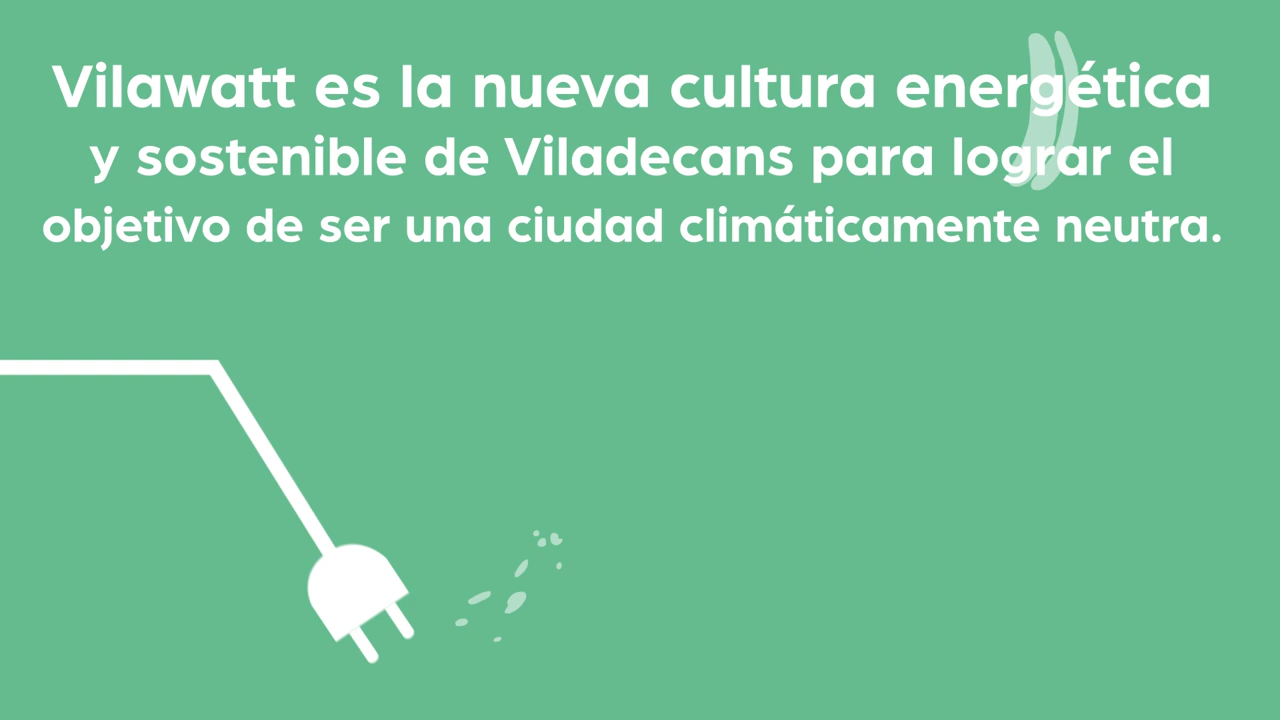 Vilawatt es la nueva cultura energética
y sostenible de Viladecans para lograr el
objetivo de ser una ciudad climáticamente neutra.